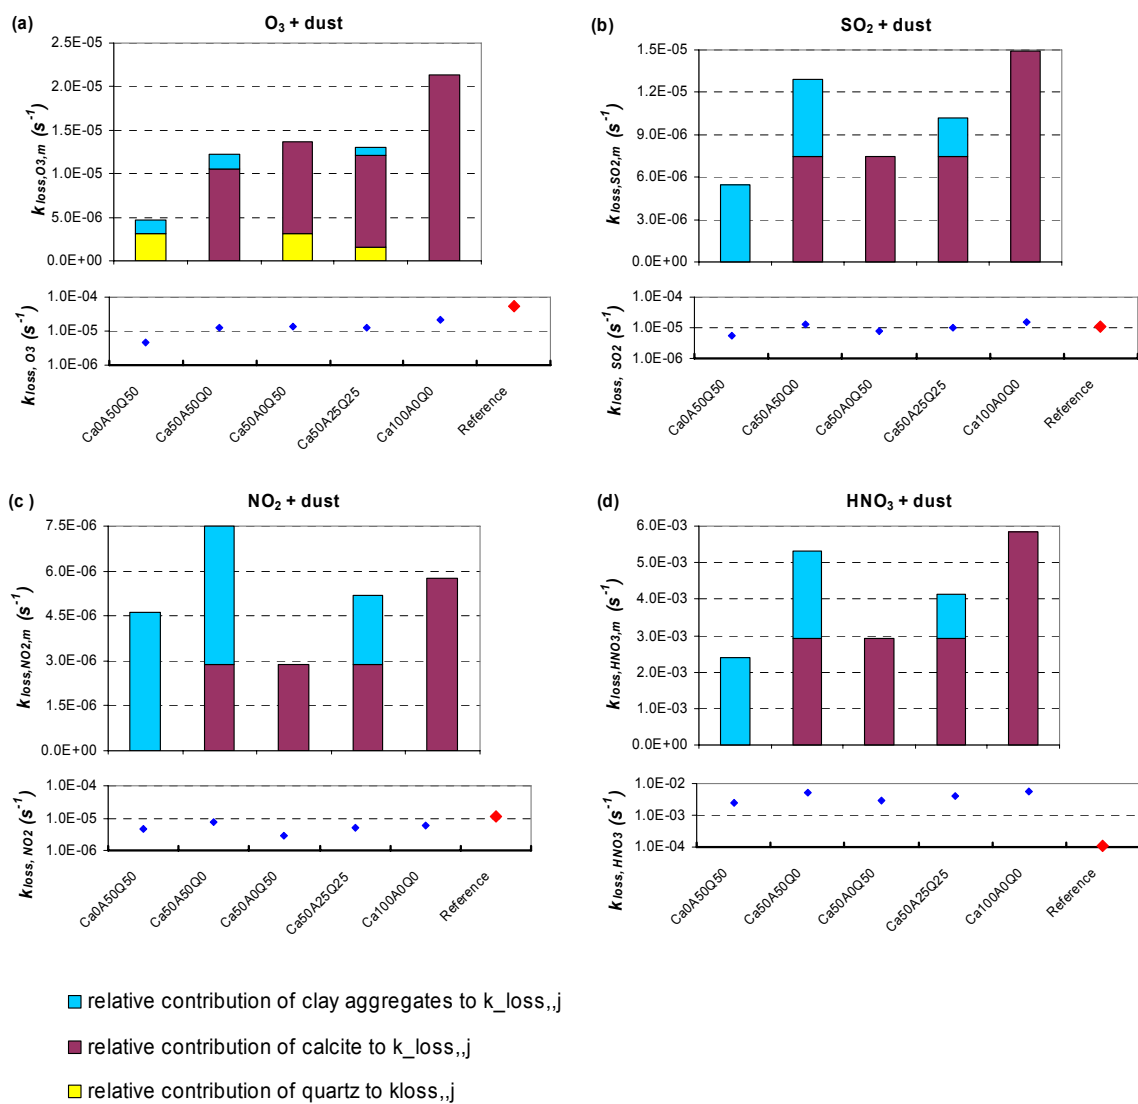 (a)
O3 + dust
2.5E-05
2.0E-05
1.5E-05
1.0E-05
5.0E-06
0.0E+00
kloss,O3,m (s-1)
1.0E-04
1.0E-05
1.0E-06
kloss, O3 (s-1)
Ca0A50Q50
Ca50A50Q0
Ca50A0Q50
Ca50A25Q25
Ca100A0Q0
Reference
(b)
SO2 + dust
1.5E-05
1.2E-05
9.0E-06
6.0E-06
3.0E-06
0.0E+00
kloss,SO2,m (s-1)
1.0E-04
1.0E-05
1.0E-06
kloss, SO2 (s-1)
Ca0A50Q50
Ca50A50Q0
Ca50A0Q50
Ca50A25Q25
Ca100A0Q0
Reference
(c )
NO2 + dust
7.5E-06
6.0E-06
4.5E-06
3.0E-06
1.5E-06
0.0E+00
kloss,NO2,m (s-1)
1.0E-04
1.0E-05
1.0E-06
kloss, NO2 (s-1)
Ca0A50Q50
Ca50A50Q0
Ca50A0Q50
Ca50A25Q25
Ca100A0Q0
Reference
(d)
HNO3 + dust
6.0E-03
5.0E-03
4.0E-03
3.0E-03
2.0E-03
1.0E-03
0.0E+00
kloss,HNO3,m (s-1)
1.0E-02
1.0E-03
1.0E-04
kloss,HNO3 (s-1)
Ca0A50Q50
Ca50A50Q0
Ca50A0Q50
Ca50A25Q25
Ca100A0Q0
Reference
relative contribution of clay aggregates to k_loss,,j
relative contribution of calcite to k_loss,,j
relative contribution of quartz to kloss,,j